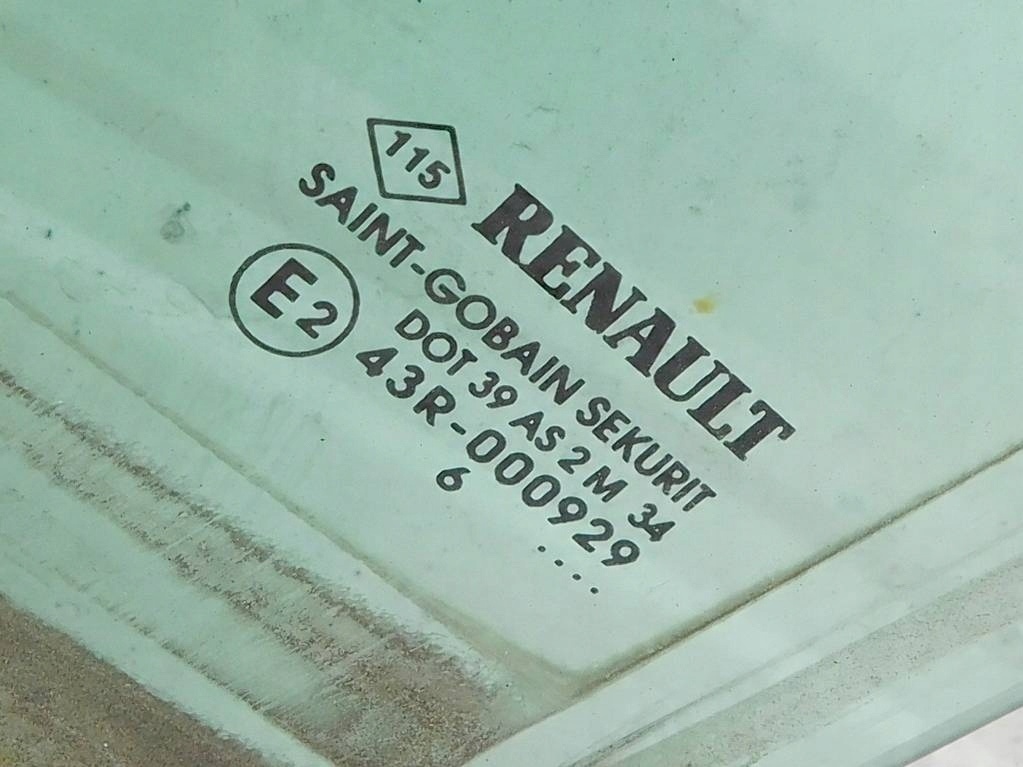 115
RENAULT
SAINT-GOBAIN SEKURIT
DOT 39 AS 2 M 34
E2
43R-000929
6 . ...